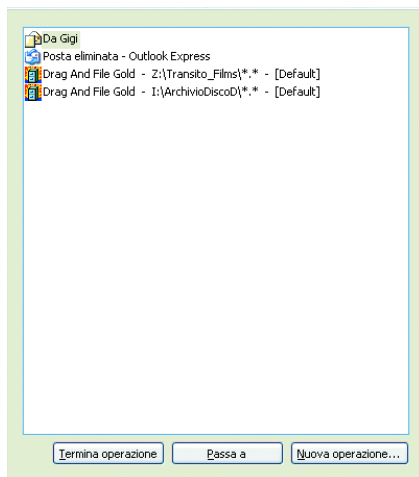 Da Gigi
Posta eliminata - Outlook Express
Drag And File Gold - Z:\Transito_Films\*.* - [Default]
Drag And File Gold - I:\ArchivioDiscoD\*.* - [Default]
Termina operazione Passa a Nuova operazione...